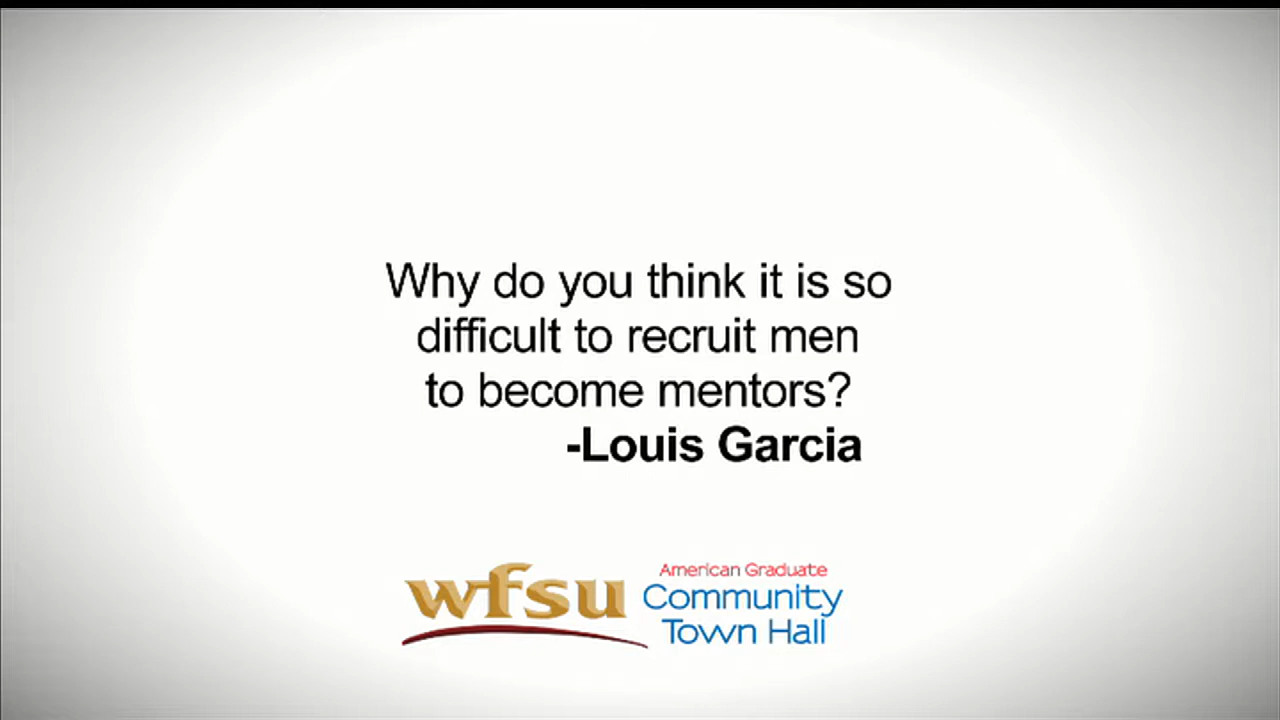 Why do you think it is so
difficult to recruit men
to become mentors?
-Louis Garcia
wfsu
American Graduate
Community
Town Hall